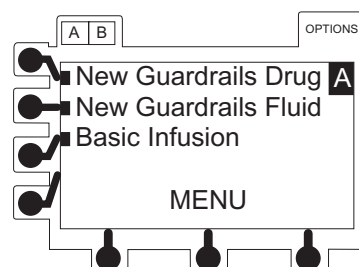 A B
OPTIONS
New Guardrails Drug A
New Guardrails Fluid
Basic Infusion
MENU